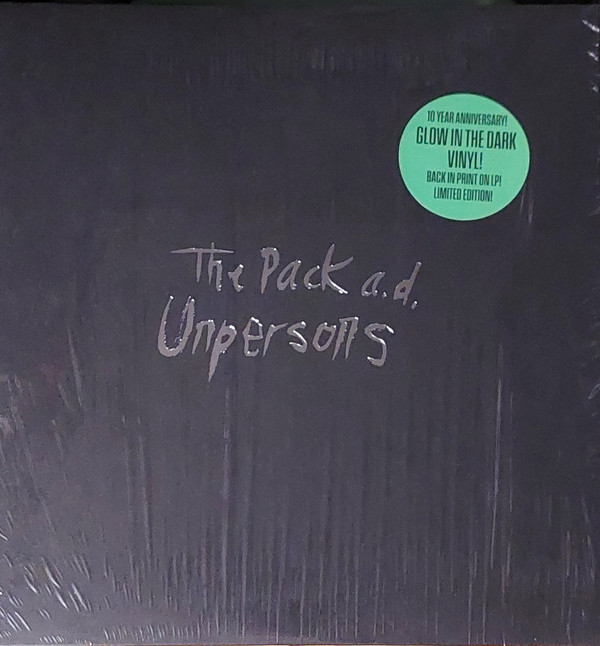 10 YEAR ANNIVERSARY!
GLOW IN THE DARK
VINYL!
BACK IN PRINT ON LP!
LIMITED EDITION!
The Pack a.d.
Unpersons